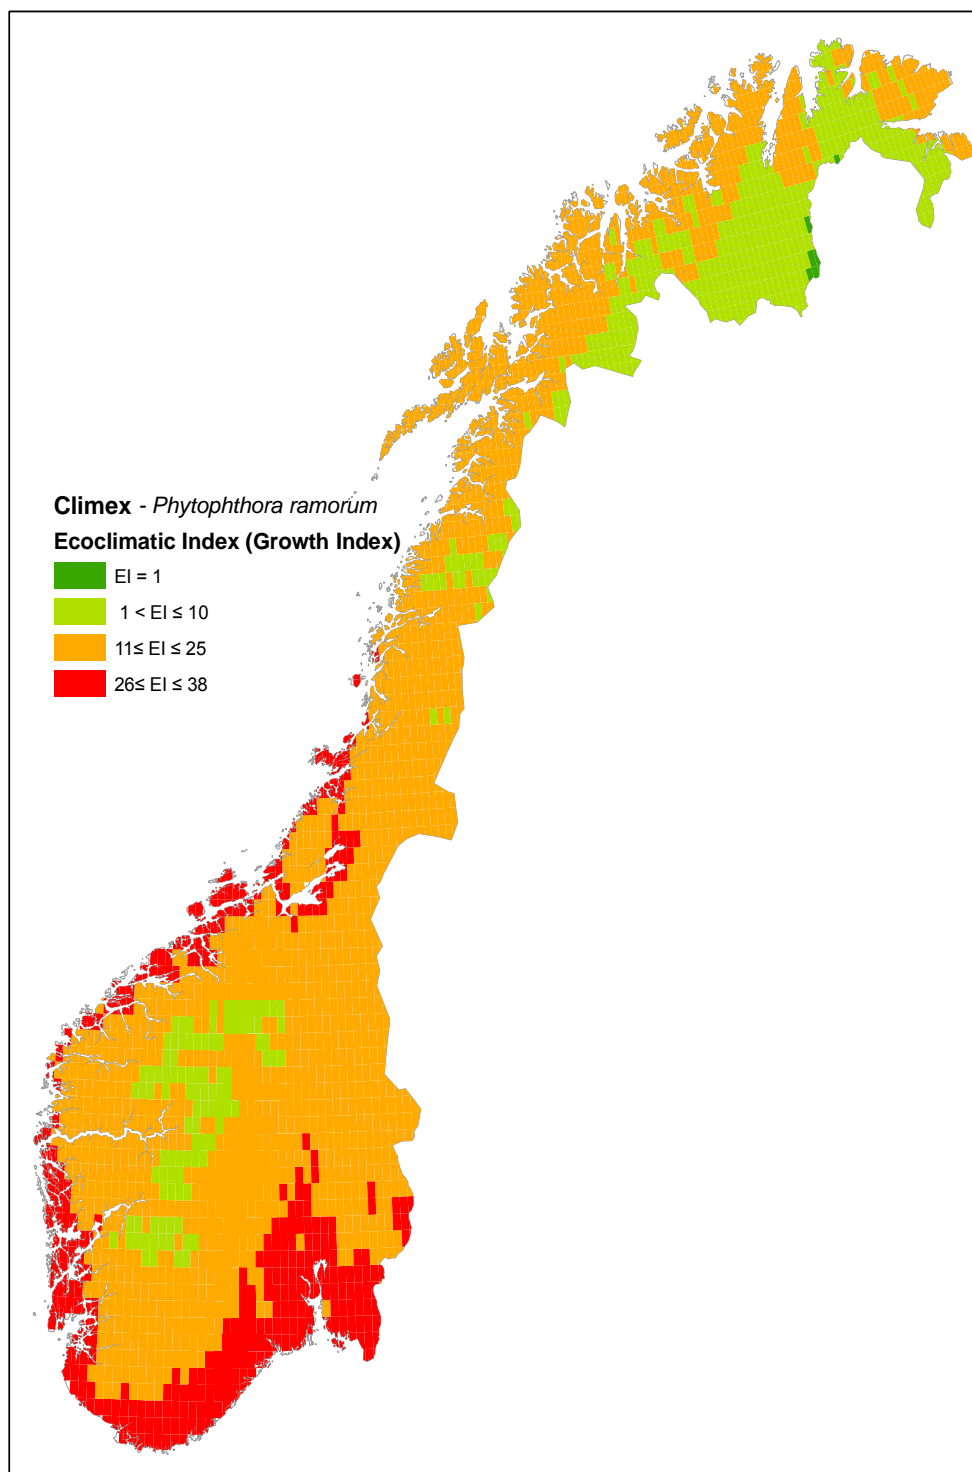 Climex - Phytophthora ramorum
Ecoclimatic Index (Growth Index)
EI = 1
1 < EI ≤ 10
11≤ EI ≤ 25
26≤ EI ≤ 38